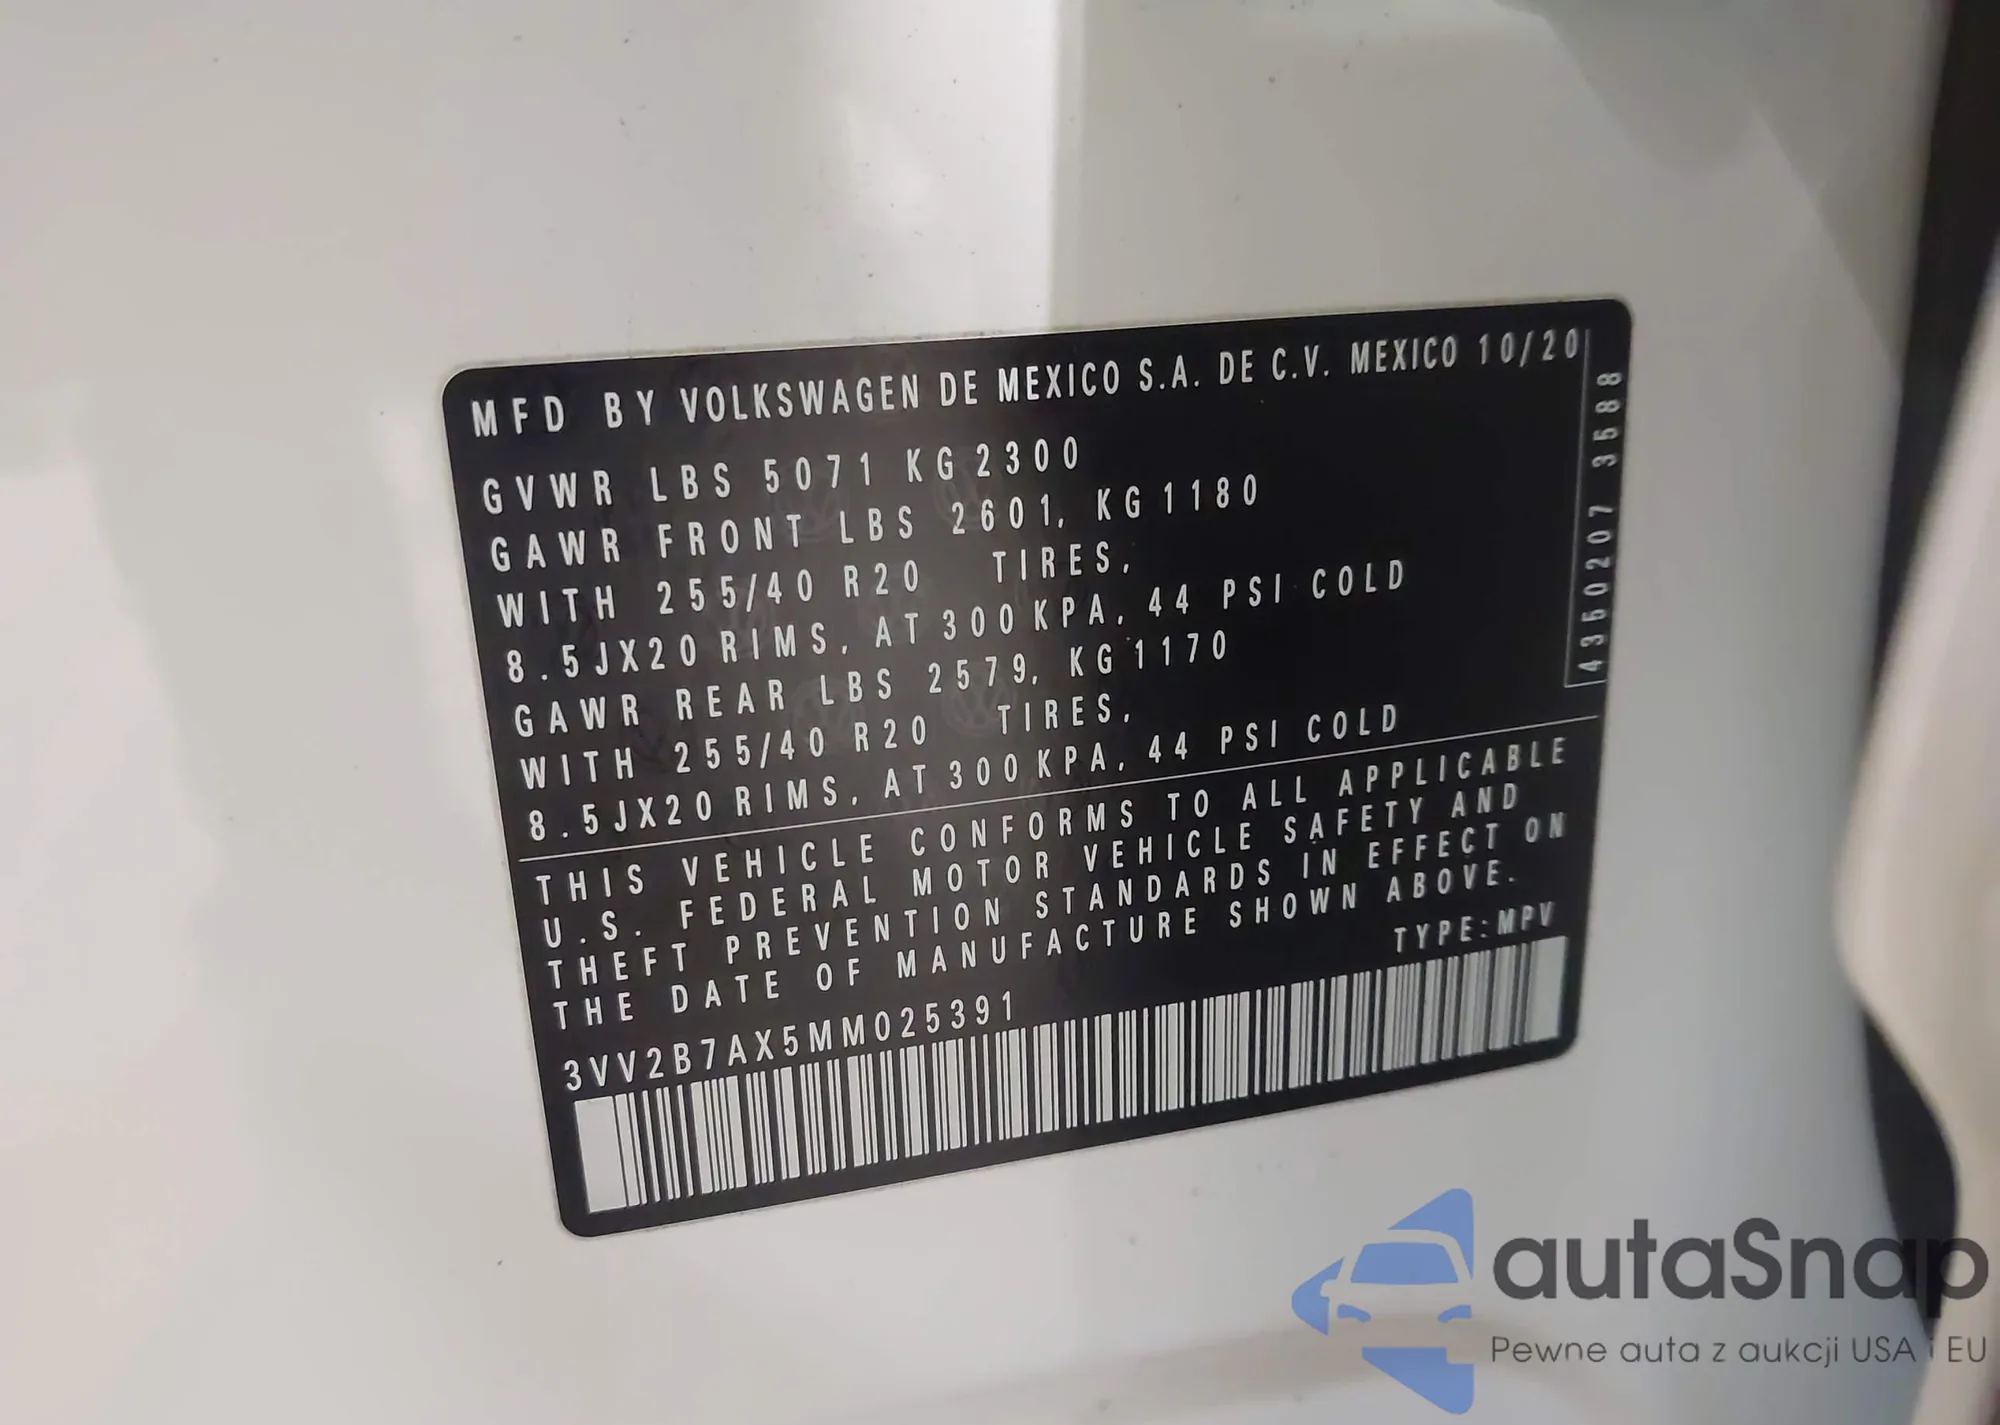 MFD BY VOLKSWAGEN DE MEXICO S.A. DE C.V. MEXICO 10/20
GVWR LBS 5071 KG 2300
GAWR FRONT LBS 2601, KG 1180
WITH 255/40 R20 TIRES,
8.5JX20 RIMS, AT 300 KPA, 44 PSI COLD
GAWR REAR LBS 2579, KG 1170
WITH 255/40 R20 TIRES,
8.5JX20 RIMS, AT 300 KPA, 44 PSI COLD
4350207 3588
THIS VEHICLE CONFORMS TO ALL APPLICABLE
U.S. FEDERAL MOTOR VEHICLE SAFETY AND
THEFT PREVENTION STANDARDS IN EFFECT ON
THE DATE OF MANUFACTURE SHOWN ABOVE.
TYPE:MPV
3VV2B7AX5MM025391
autaSnap
Pewne auta z aukcji USA i EU